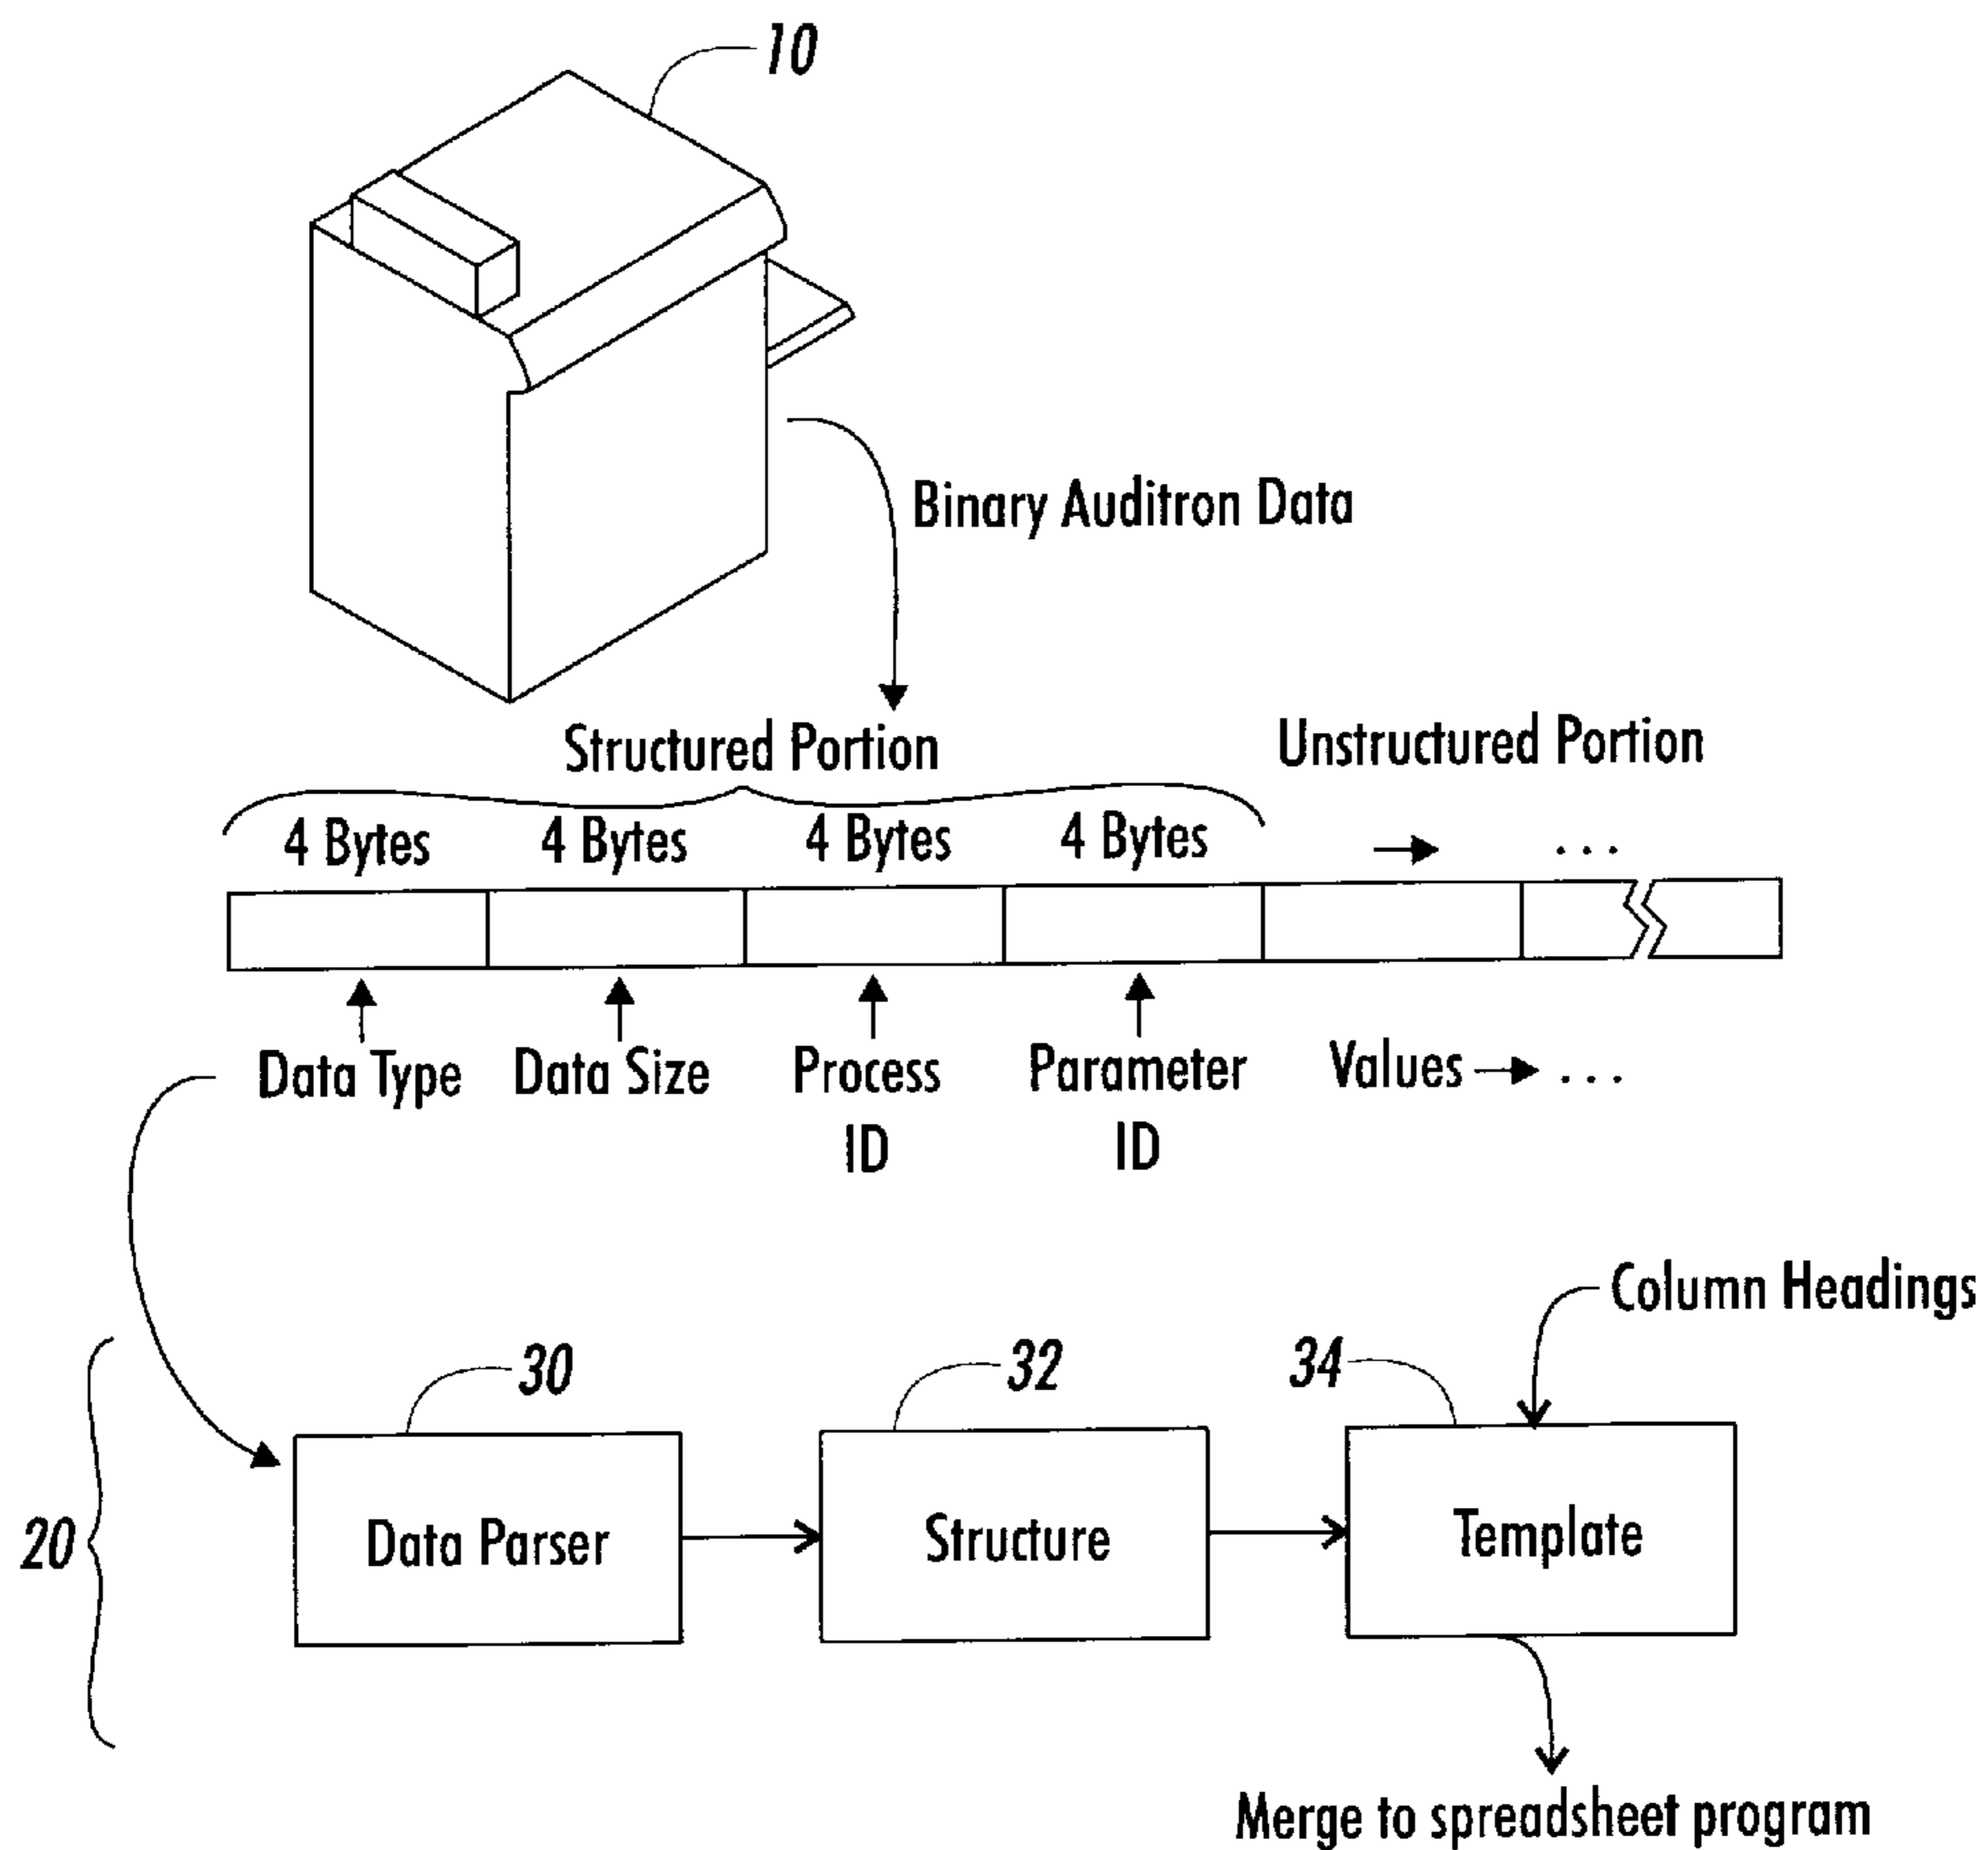 10
Binary Auditron Data
Structured Portion
Unstructured Portion
4 Bytes 4 Bytes 4 Bytes 4 Bytes → ...
Data Type Data Size Process ID Parameter ID Values → ...
Column Headings
30
32
34
20
Data Parser
Structure
Template
Merge to spreadsheet program